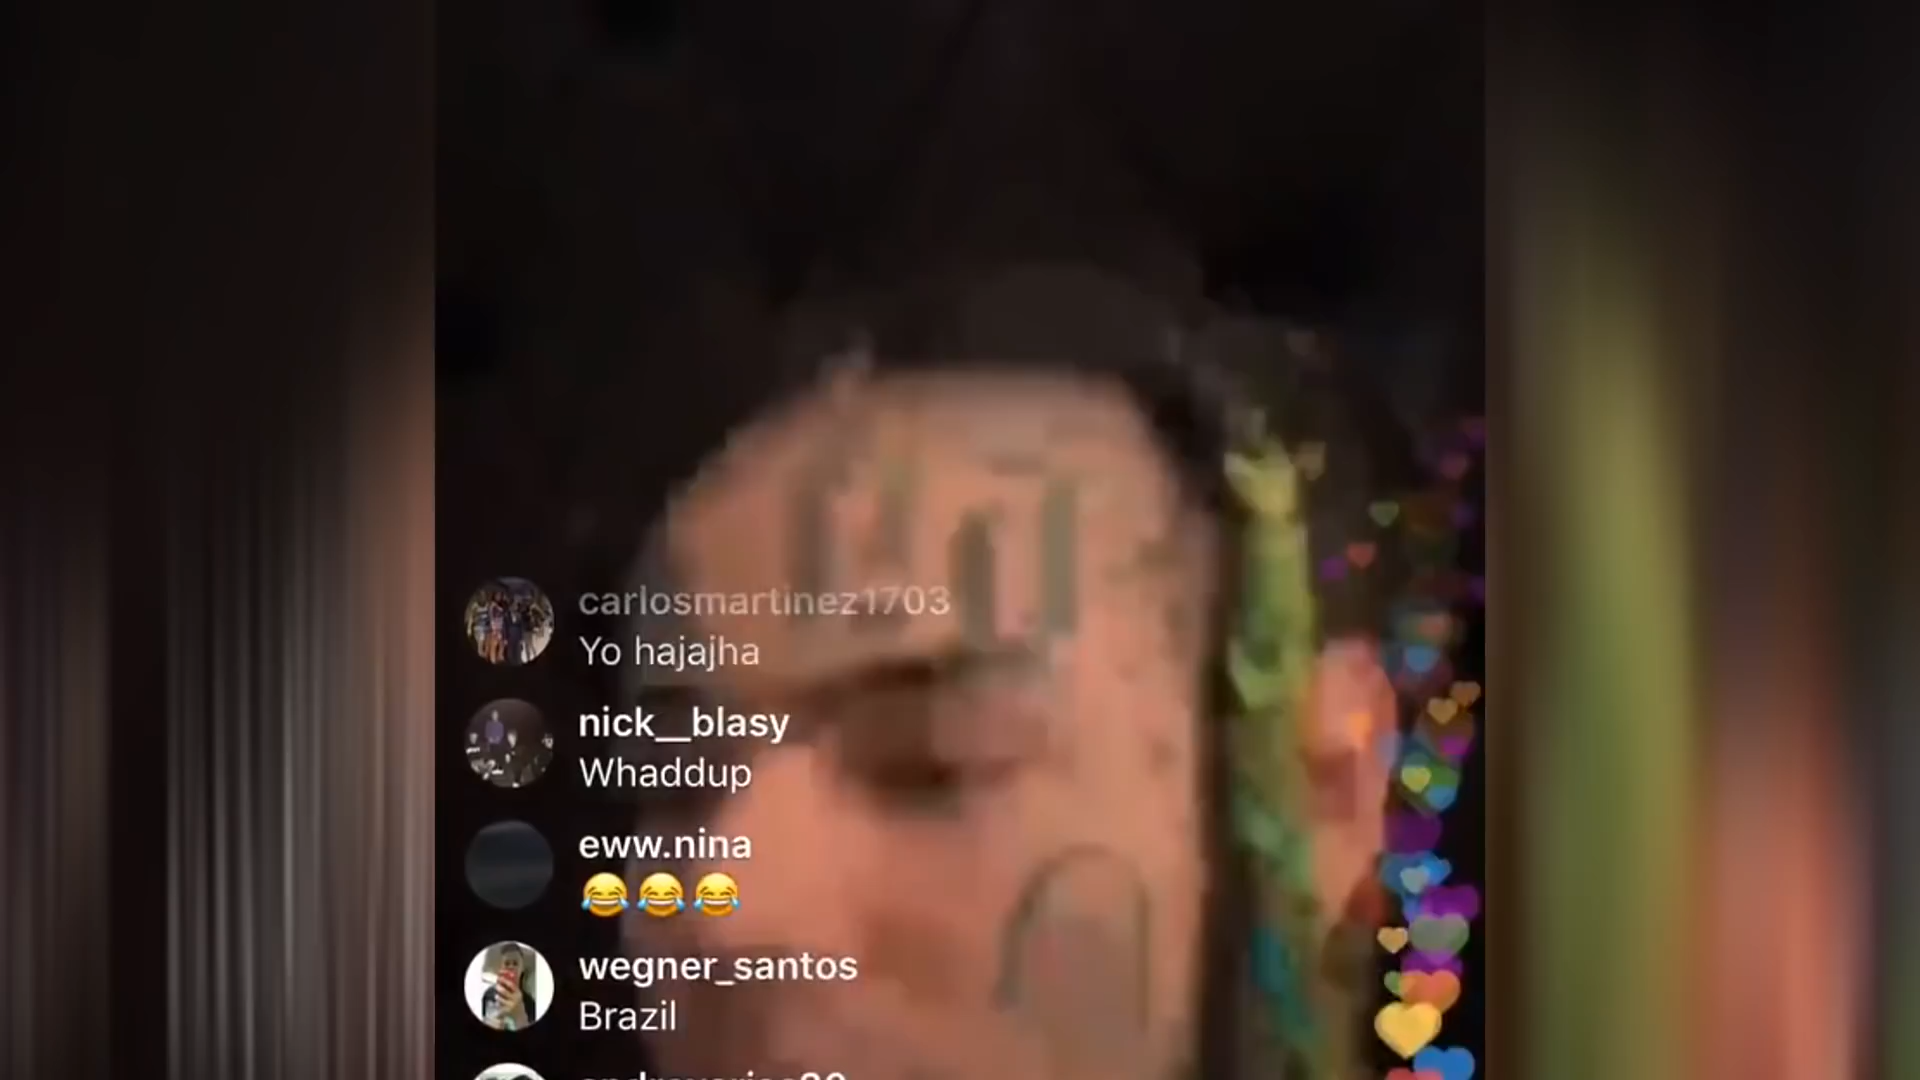 carlosmartinez1703
Yo hajajha
nick__blasy
Whaddup
eww.nina
😂😂😂
wegner_santos
Brazil